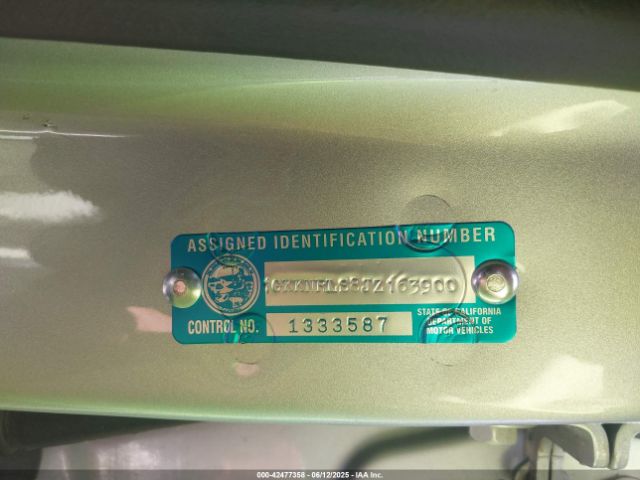 ASSIGNED IDENTIFICATION NUMBER
CONTROL NO. 1333587
STATE OF CALIFORNIA
DEPARTMENT OF
MOTOR VEHICLES
000-42477358 - 06/12/2025 - IAA Inc.